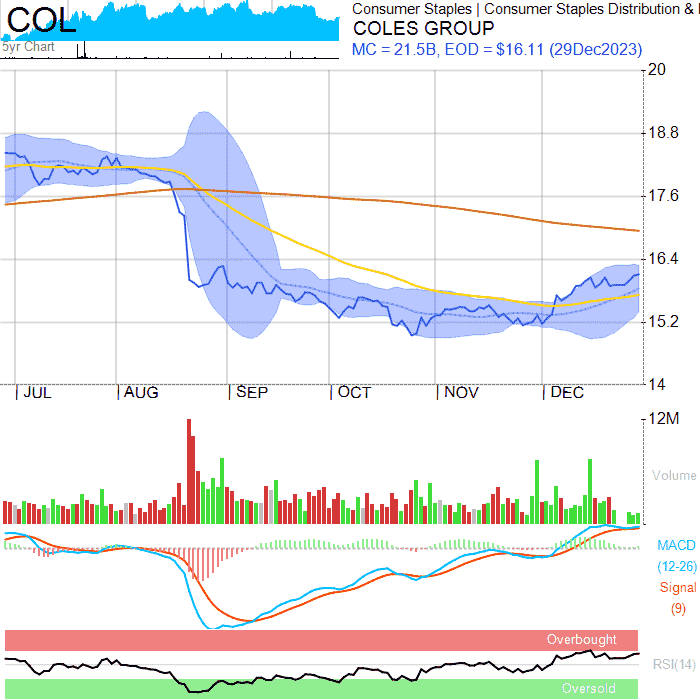 COL
5yr Chart
Consumer Staples | Consumer Staples Distribution &
COLES GROUP
MC = 21.5B, EOD = $16.11 (29Dec2023)
20
18.8
17.6
16.4
15.2
14
JUL AUG SEP OCT NOV DEC
12M
Volume
MACD
(12-26)
Signal
(9)
Overbought
RSI(14)
Oversold